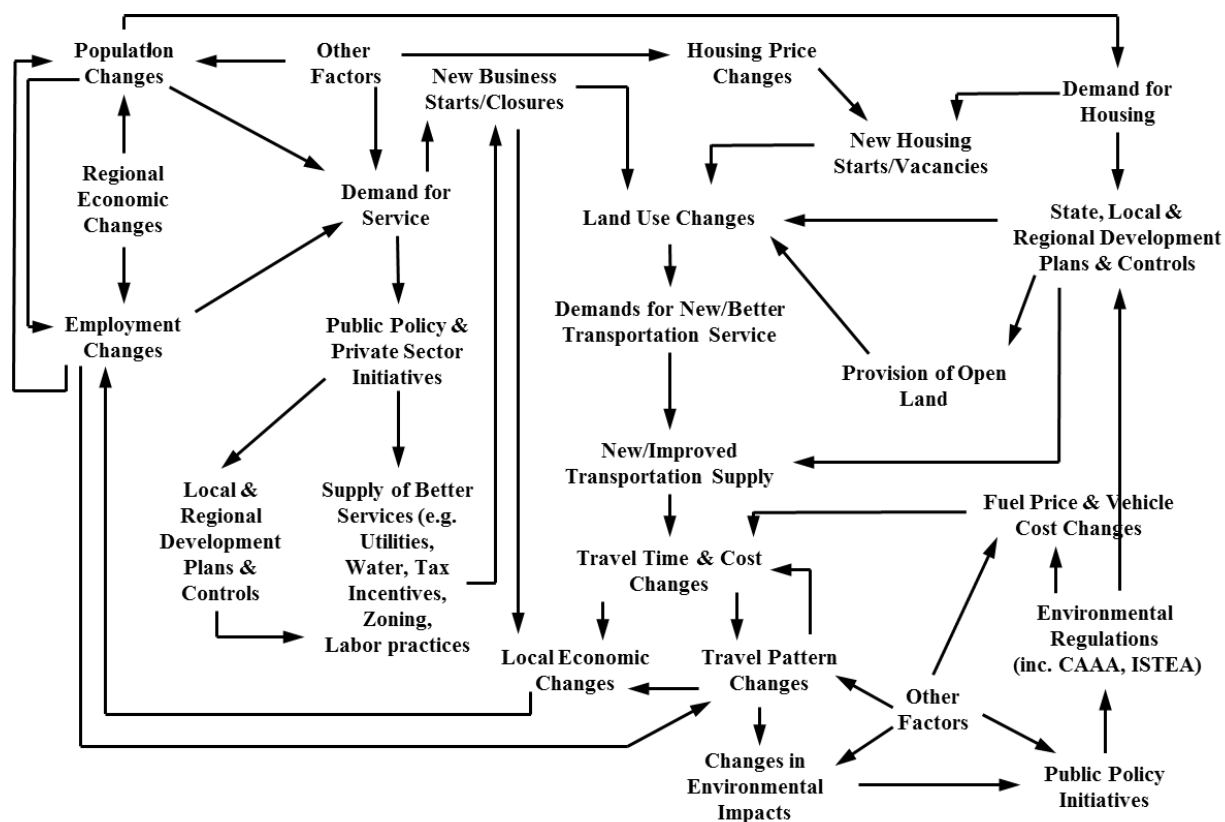 Population
Changes
Other
Factors
Housing Price
Changes
New Business
Starts/Closures
Demand for
Housing
New Housing
Starts/Vacancies
Regional
Economic
Changes
Demand for
Service
Land Use Changes
State, Local &
Regional Development
Plans & Controls
Employment
Changes
Public Policy &
Private Sector
Initiatives
Demands for New/Better
Transportation Service
Provision of Open
Land
New/Improved
Transportation Supply
Local &
Regional
Development
Plans &
Controls
Supply of Better
Services (e.g.
Utilities,
Water, Tax
Incentives,
Zoning,
Labor practices
Fuel Price & Vehicle
Cost Changes
Travel Time & Cost
Changes
Environmental
Regulations
(inc. CAAA, ISTEA)
Local Economic
Changes
Travel Pattern
Changes
Other
Factors
Changes in
Environmental
Impacts
Public Policy
Initiatives